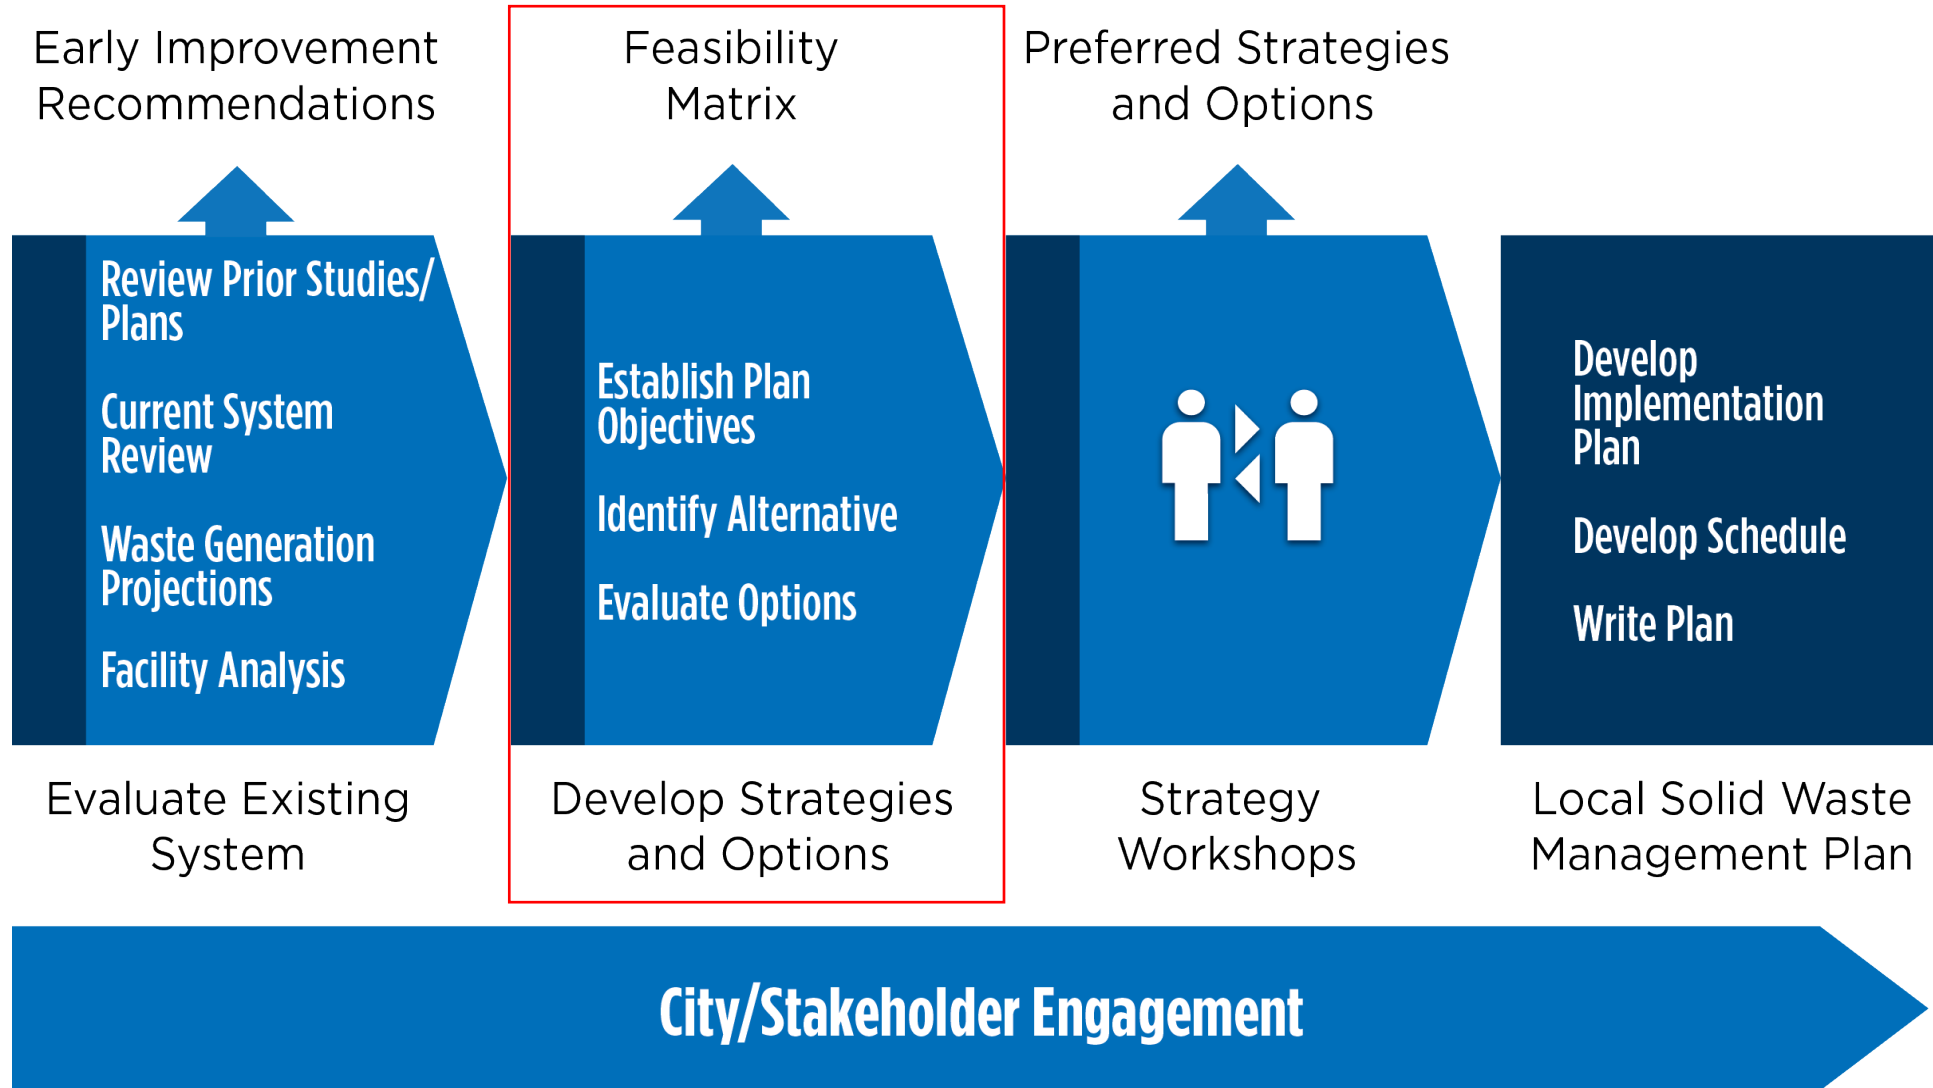 Early Improvement
Recommendations
Feasibility
Matrix
Preferred Strategies
and Options
Review Prior Studies/
Plans
Current System
Review
Waste Generation
Projections
Facility Analysis
Establish Plan
Objectives
Identify Alternative
Evaluate Options
Develop
Implementation
Plan
Develop Schedule
Write Plan
Evaluate Existing
System
Develop Strategies
and Options
Strategy
Workshops
Local Solid Waste
Management Plan
City/Stakeholder Engagement